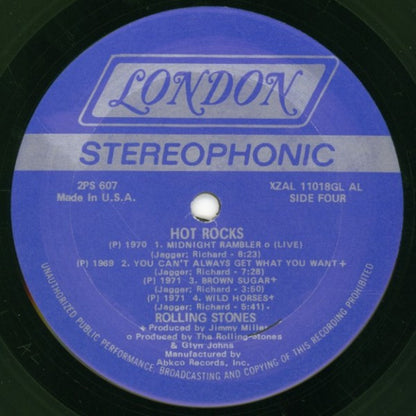 LONDON
STEREOPHONIC
2PS 607
Made in U.S.A.
XZAL 11018GL AL
SIDE FOUR
HOT ROCKS
(P) 1970 1. MIDNIGHT RAMBLER o (LIVE)
(Jagger; Richard - 8:23)
(P) 1969 2. YOU CAN'T ALWAYS GET WHAT YOU WANT+
(Jagger; Richard - 7:28)
(P) 1971 3. BROWN SUGAR+
(Jagger; Richard - 3:50)
(P) 1971 4. WILD HORSES+
(Jagger; Richard - 5:41)
ROLLING STONES
+ Produced by Jimmy Miller
o Produced by The Rolling Stones
& Glyn Johns
Manufactured by
Abkco Records, Inc.
UNAUTHORIZED PUBLIC PERFORMANCE, BROADCASTING AND COPYING OF THIS RECORDING PROHIBITED